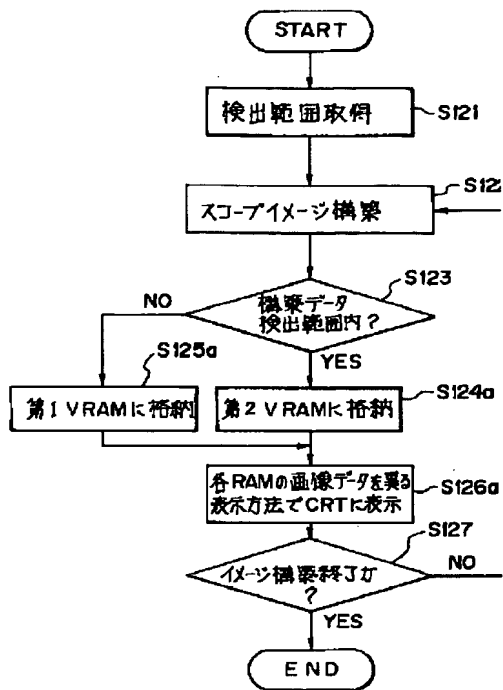 START
検出範囲取得
S121
スコープイメージ構築
S122
S123
構築データ
検出範囲内?
NO
YES
S125a
第1VRAMに格納
第2VRAMに格納
S124a
各RAMの画像データを異る
表示方法でCRTに表示
S126a
S127
イメージ構築終了か
?
NO
YES
END